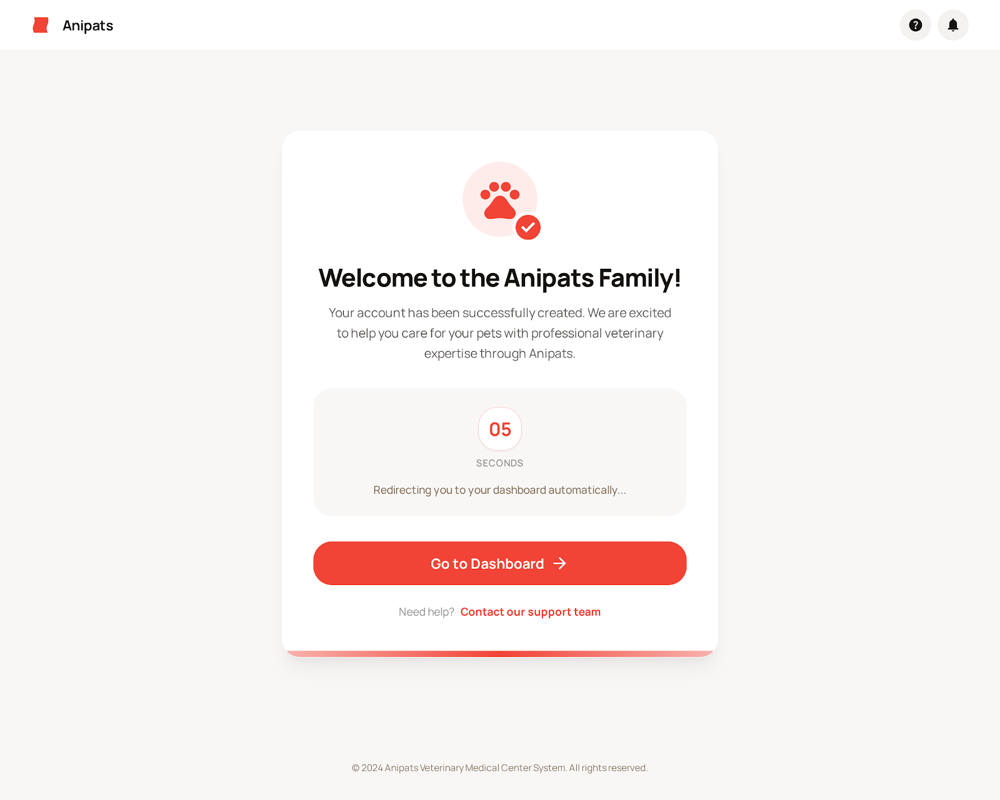 Anipats
Welcome to the Anipats Family!
Your account has been successfully created. We are excited
to help you care for your pets with professional veterinary
expertise through Anipats.
05
SECONDS
Redirecting you to your dashboard automatically...
Go to Dashboard
Need help? Contact our support team
© 2024 Anipats Veterinary Medical Center System. All rights reserved.